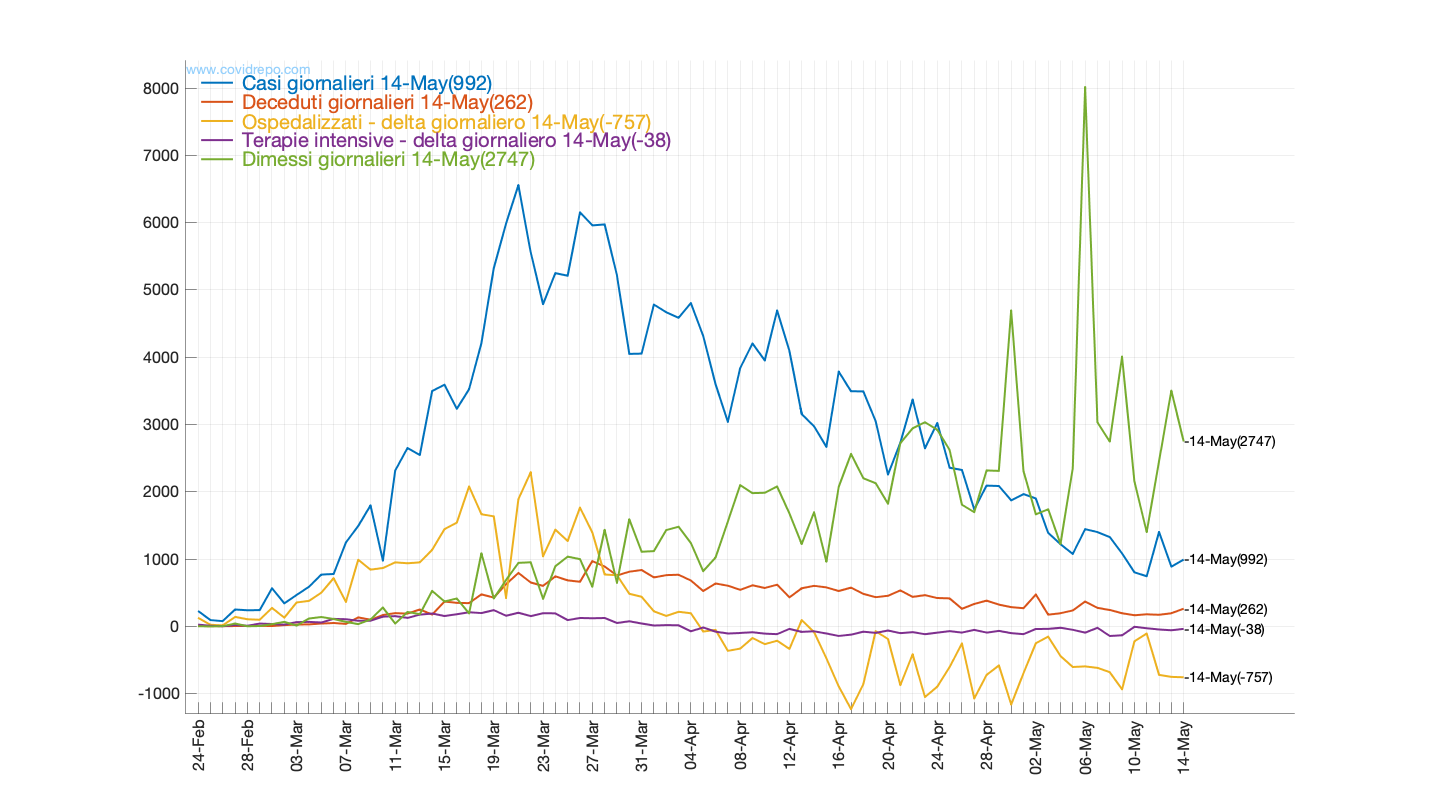 www.covidrepo.com
Casi giornalieri 14-May(992)
Deceduti giornalieri 14-May(262)
Ospedalizzati - delta giornaliero 14-May(-757)
Terapie intensive - delta giornaliero 14-May(-38)
Dimessi giornalieri 14-May(2747)
8000
7000
6000
5000
4000
3000
2000
1000
0
-1000
14-May(2747)
14-May(992)
14-May(262)
14-May(-38)
14-May(-757)
24-Feb
28-Feb
03-Mar
07-Mar
11-Mar
15-Mar
19-Mar
23-Mar
27-Mar
31-Mar
04-Apr
08-Apr
12-Apr
16-Apr
20-Apr
24-Apr
28-Apr
02-May
06-May
10-May
14-May